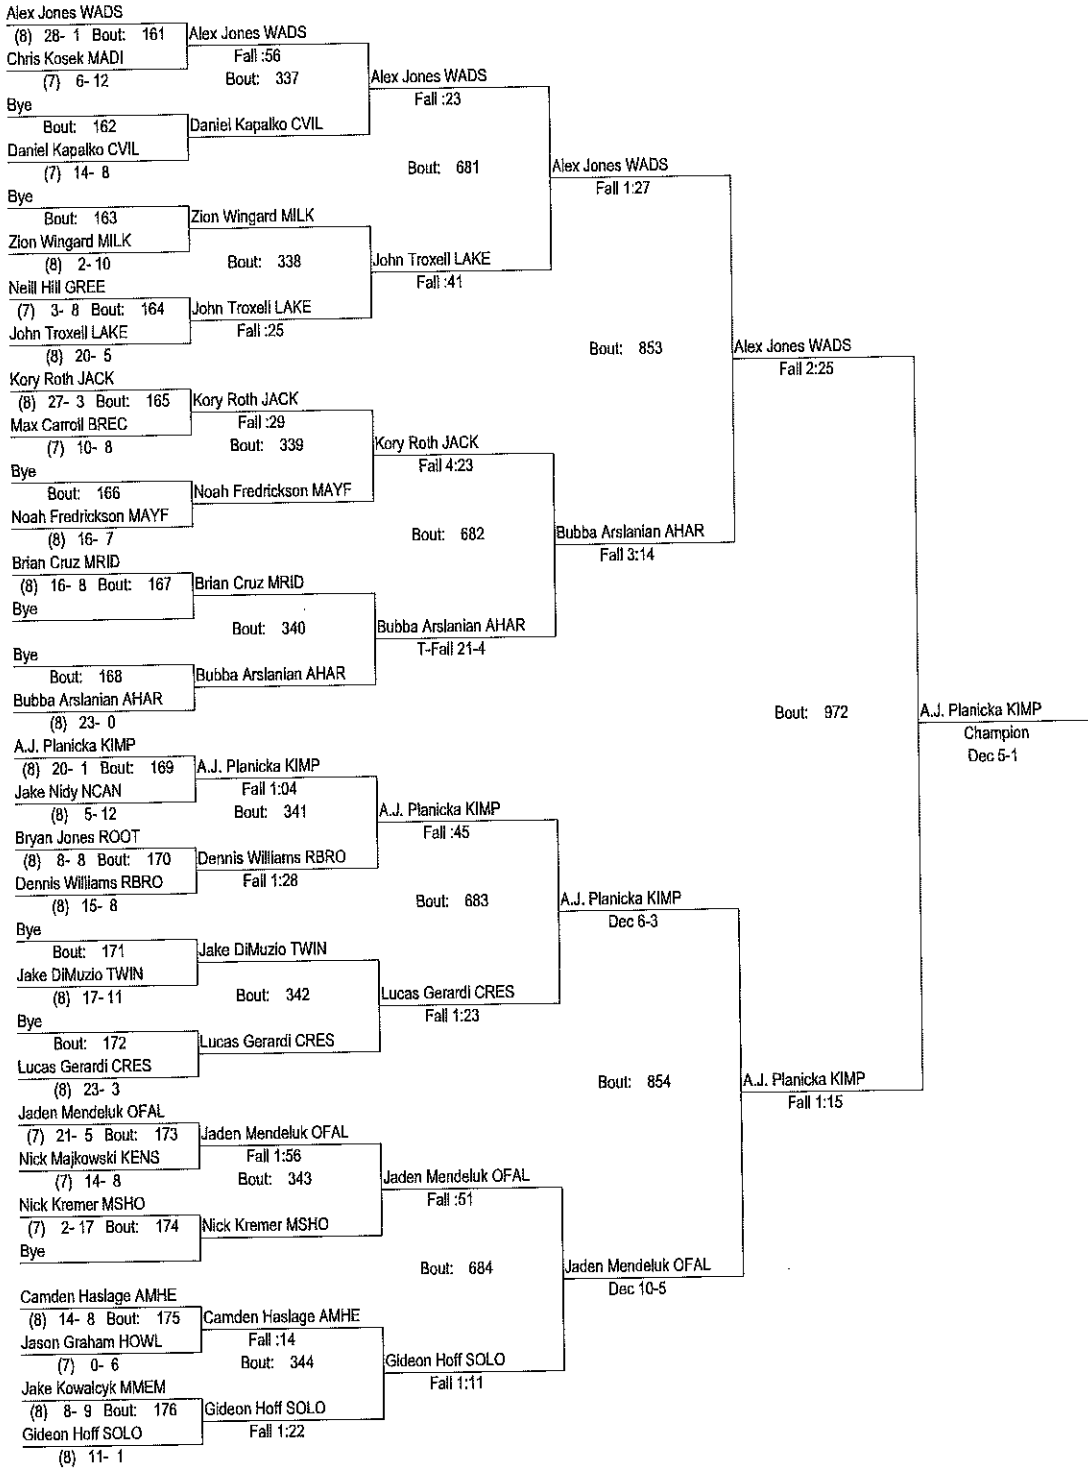 Alex Jones WADS
(8) 28- 1 Bout: 161
Chris Kosek MADI
(7) 6- 12
Bye
Bout: 162
Daniel Kapalko CVIL
(7) 14- 8
Bye
Bout: 163
Zion Wingard MILK
(8) 2- 10
Neill Hill GREE
(7) 3- 8 Bout: 164
John Troxell LAKE
(8) 20- 5
Kory Roth JACK
(8) 27- 3 Bout: 165
Max Carroll BREC
(7) 10- 8
Bye
Bout: 166
Noah Fredrickson MAYF
(8) 16- 7
Brian Cruz MRID
(8) 16- 8 Bout: 167
Bye
Bye
Bout: 168
Bubba Arslanian AHAR
(8) 23- 0
A.J. Planicka KIMP
(8) 20- 1 Bout: 169
Jake Nidy NCAN
(8) 5- 12
Bryan Jones ROOT
(8) 8- 8 Bout: 170
Dennis Williams RBRO
(8) 15- 8
Bye
Bout: 171
Jake DiMuzio TWIN
(8) 17- 11
Bye
Bout: 172
Lucas Gerardi CRES
(8) 23- 3
Jaden Mendeluk OFAL
(7) 21- 5 Bout: 173
Nick Majkowski KENS
(7) 14- 8
Nick Kremer MSHO
(7) 2- 17 Bout: 174
Bye
Camden Haslage AMHE
(8) 14- 8 Bout: 175
Jason Graham HOWL
(7) 0- 6
Jake Kowalcyk MMEM
(8) 8- 9 Bout: 176
Gideon Hoff SOLO
(8) 11- 1
Alex Jones WADS
Fall :56
Bout: 337
Daniel Kapalko CVIL
Zion Wingard MILK
Bout: 338
John Troxell LAKE
Fall :25
Kory Roth JACK
Fall :29
Bout: 339
Noah Fredrickson MAYF
Brian Cruz MRID
Bout: 340
Bubba Arslanian AHAR
A.J. Planicka KIMP
Fall 1:04
Bout: 341
Dennis Williams RBRO
Fall 1:28
Jake DiMuzio TWIN
Bout: 342
Lucas Gerardi CRES
Jaden Mendeluk OFAL
Fall 1:56
Bout: 343
Nick Kremer MSHO
Camden Haslage AMHE
Fall :14
Bout: 344
Gideon Hoff SOLO
Fall 1:22
Alex Jones WADS
Fall :23
Bout: 681
John Troxell LAKE
Fall :41
Kory Roth JACK
Fall 4:23
Bout: 682
Bubba Arslanian AHAR
T-Fall 21-4
A.J. Planicka KIMP
Fall :45
Bout: 683
Lucas Gerardi CRES
Fall 1:23
Jaden Mendeluk OFAL
Fall :51
Bout: 684
Gideon Hoff SOLO
Fall 1:11
Alex Jones WADS
Fall 1:27
Bout: 853
Bubba Arslanian AHAR
Fall 3:14
A.J. Planicka KIMP
Dec 6-3
Bout: 854
Jaden Mendeluk OFAL
Dec 10-5
Alex Jones WADS
Fall 2:25
Bout: 972
A.J. Planicka KIMP
Fall 1:15
A.J. Planicka KIMP
Champion
Dec 5-1